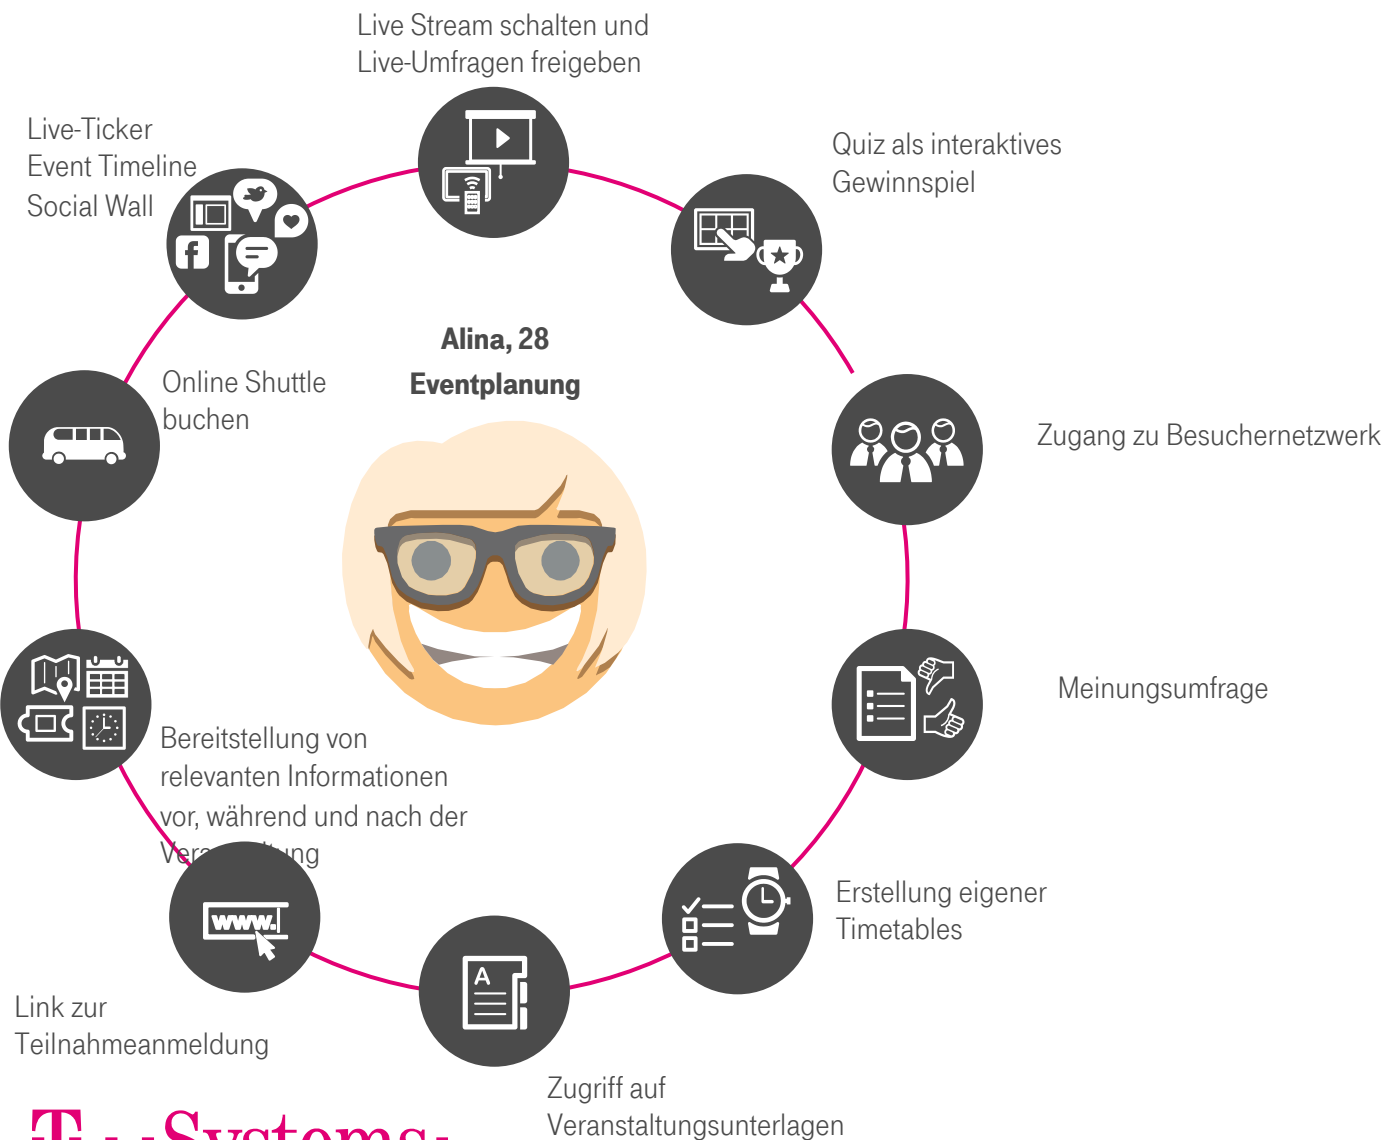 Live Stream schalten und
Live-Umfragen freigeben
Live-Ticker
Event Timeline
Social Wall
Quiz als interaktives
Gewinnspiel
Alina, 28
Eventplanung
Online Shuttle
buchen
Zugang zu Besuchernetzwerk
Meinungsumfrage
Bereitstellung von
relevanten Informationen
vor, während und nach der
www.
Erstellung eigener
Timetables
A
Link zur
Teilnahmeanmeldung
Zugriff auf
Veranstaltungsunterlagen
T Systems